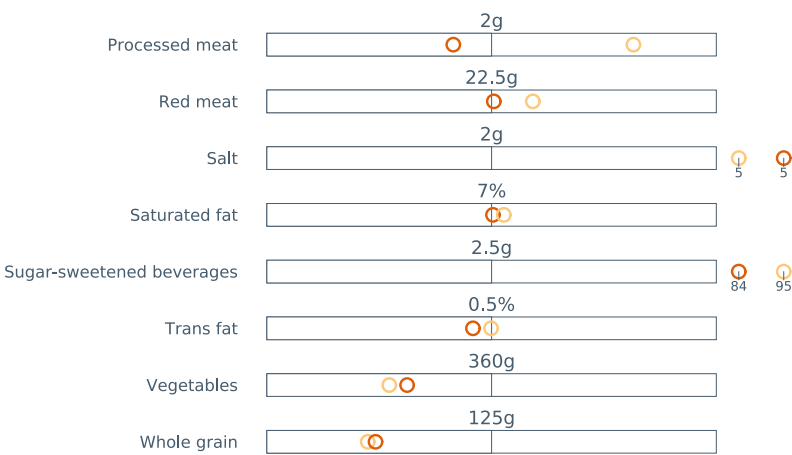 2g
Processed meat
22.5g
Red meat
2g
Salt
5 5
7%
Saturated fat
2.5g
Sugar-sweetened beverages
84 95
0.5%
Trans fat
360g
Vegetables
125g
Whole grain